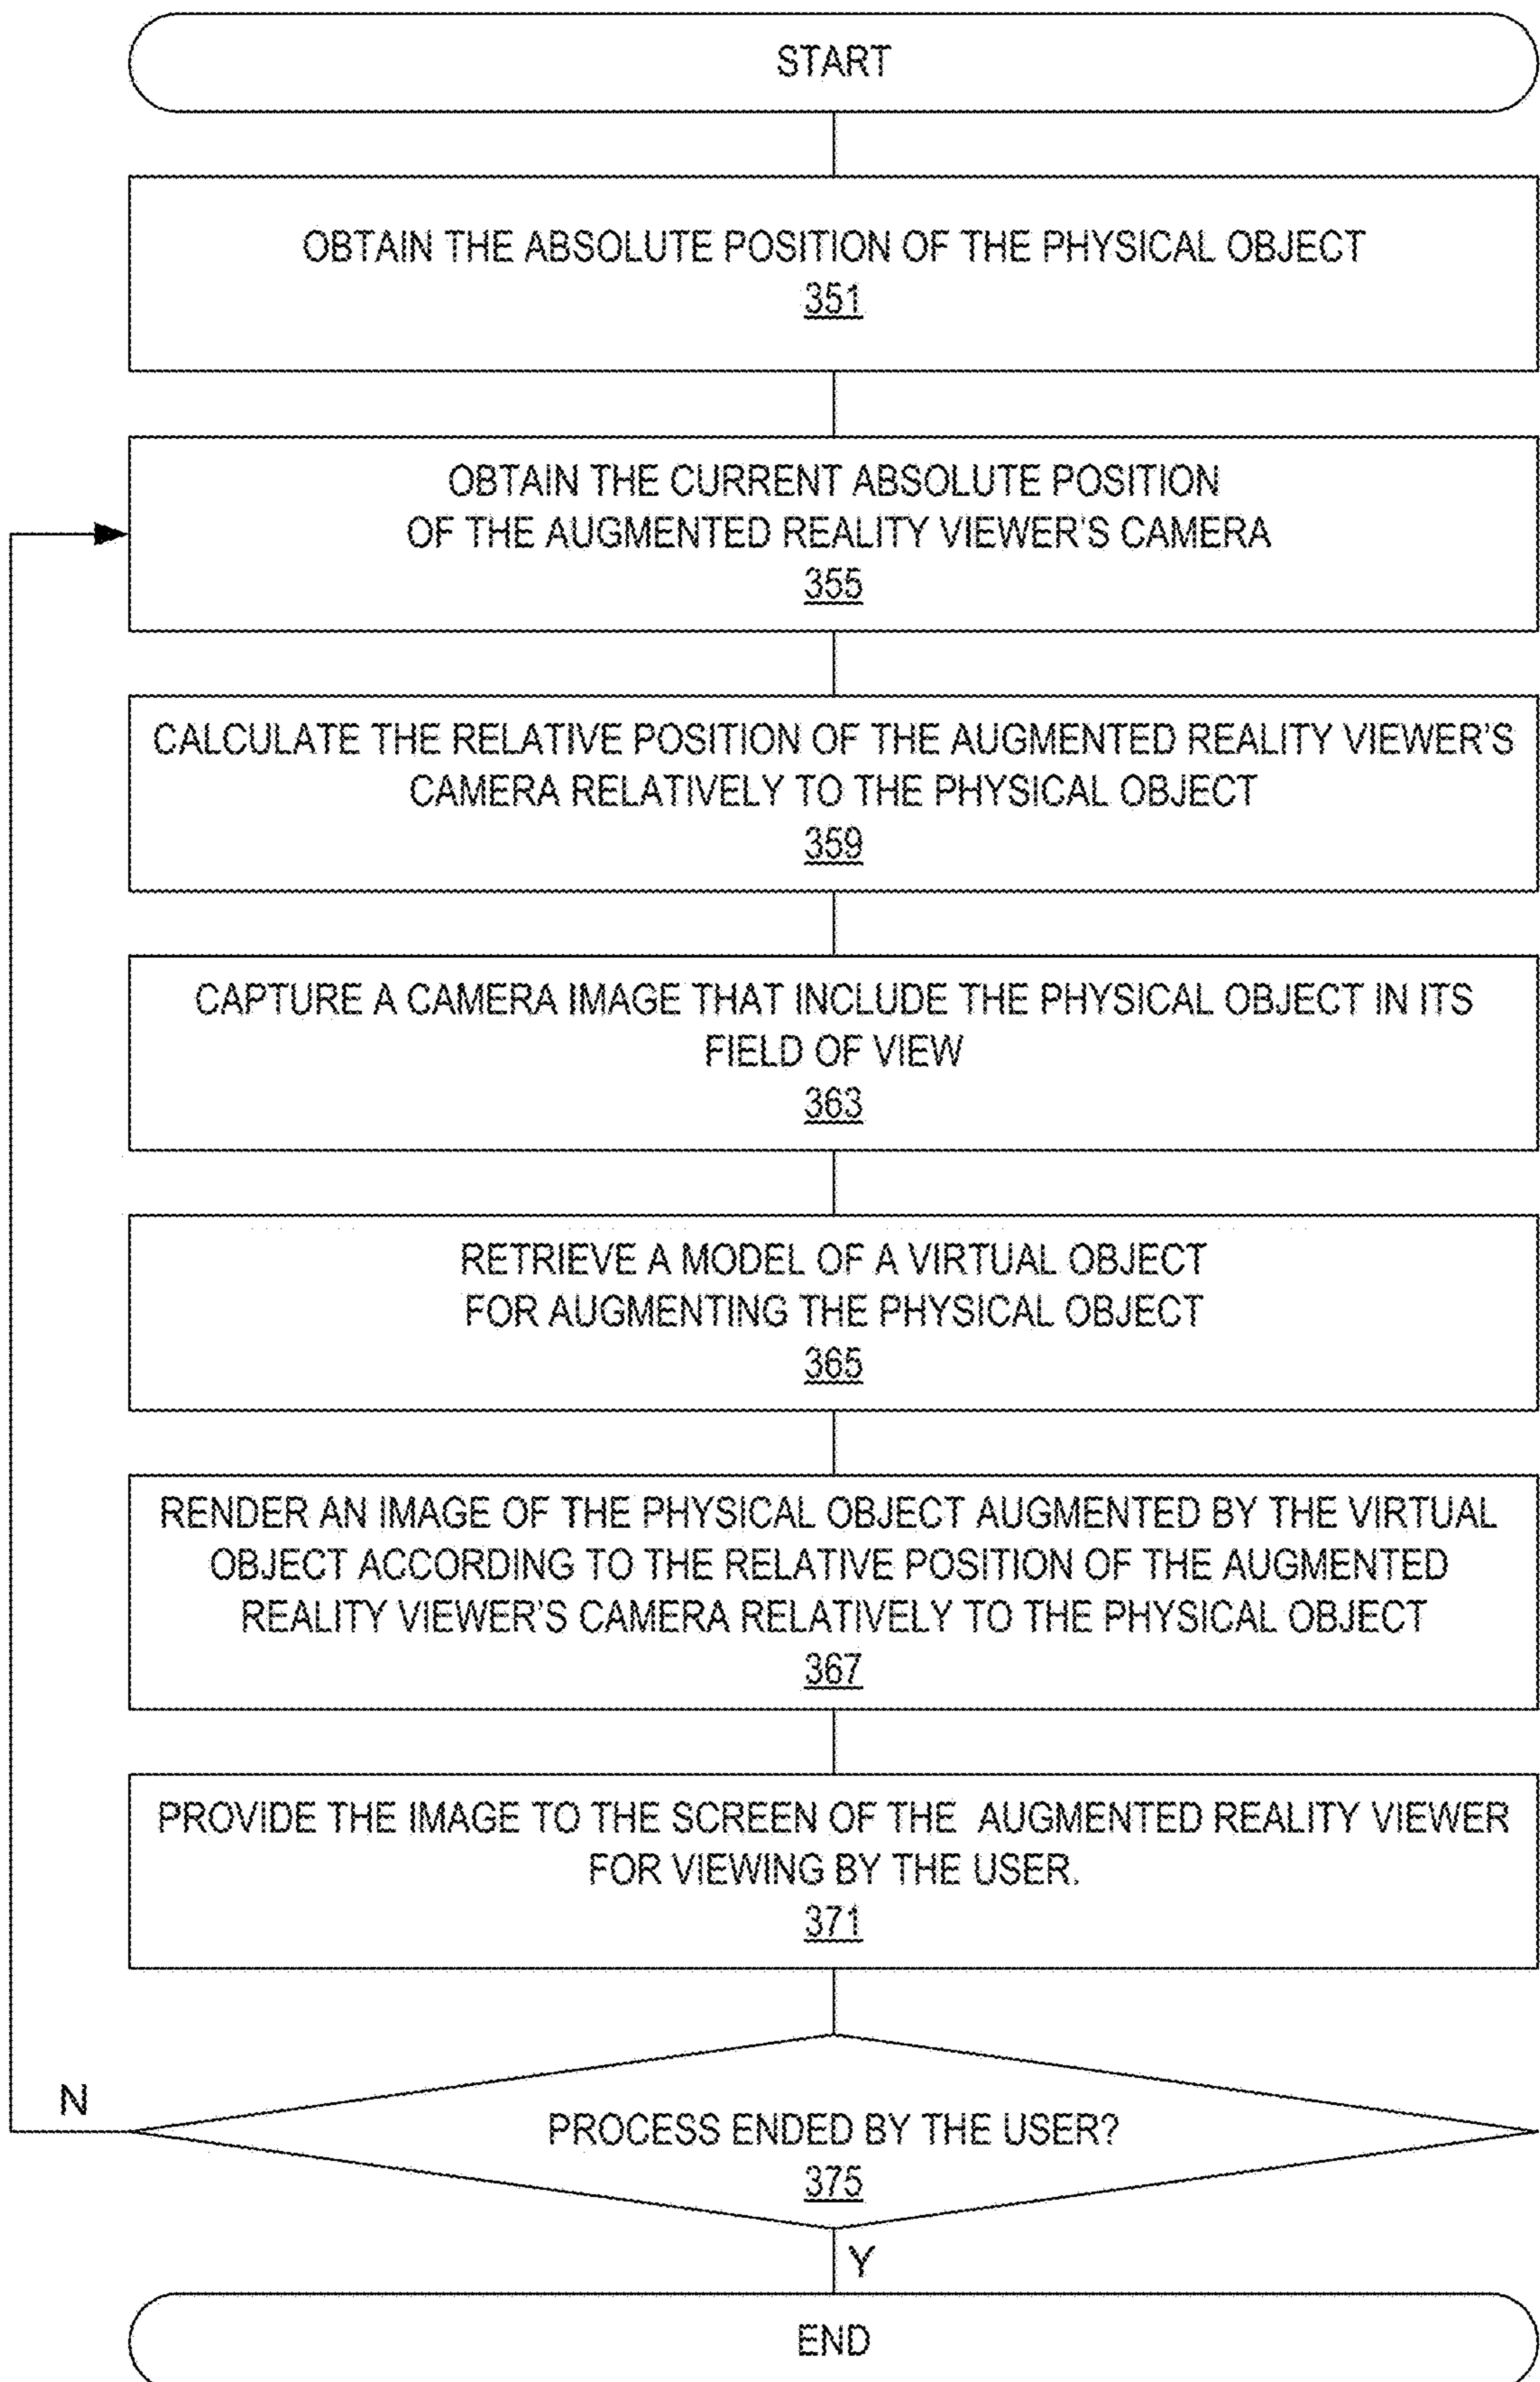 START
OBTAIN THE ABSOLUTE POSITION OF THE PHYSICAL OBJECT
351
OBTAIN THE CURRENT ABSOLUTE POSITION
OF THE AUGMENTED REALITY VIEWER'S CAMERA
355
CALCULATE THE RELATIVE POSITION OF THE AUGMENTED REALITY VIEWER'S
CAMERA RELATIVELY TO THE PHYSICAL OBJECT
359
CAPTURE A CAMERA IMAGE THAT INCLUDE THE PHYSICAL OBJECT IN ITS
FIELD OF VIEW
363
RETRIEVE A MODEL OF A VIRTUAL OBJECT
FOR AUGMENTING THE PHYSICAL OBJECT
365
RENDER AN IMAGE OF THE PHYSICAL OBJECT AUGMENTED BY THE VIRTUAL
OBJECT ACCORDING TO THE RELATIVE POSITION OF THE AUGMENTED
REALITY VIEWER'S CAMERA RELATIVELY TO THE PHYSICAL OBJECT
367
PROVIDE THE IMAGE TO THE SCREEN OF THE AUGMENTED REALITY VIEWER
FOR VIEWING BY THE USER.
371
N
PROCESS ENDED BY THE USER?
375
Y
END